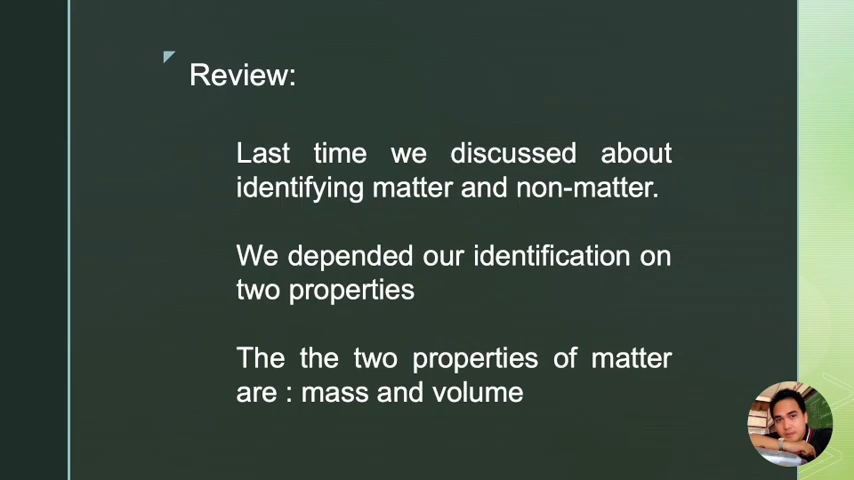 Review:
Last time we discussed about
identifying matter and non-matter.
We depended our identification on
two properties
The the two properties of matter
are : mass and volume